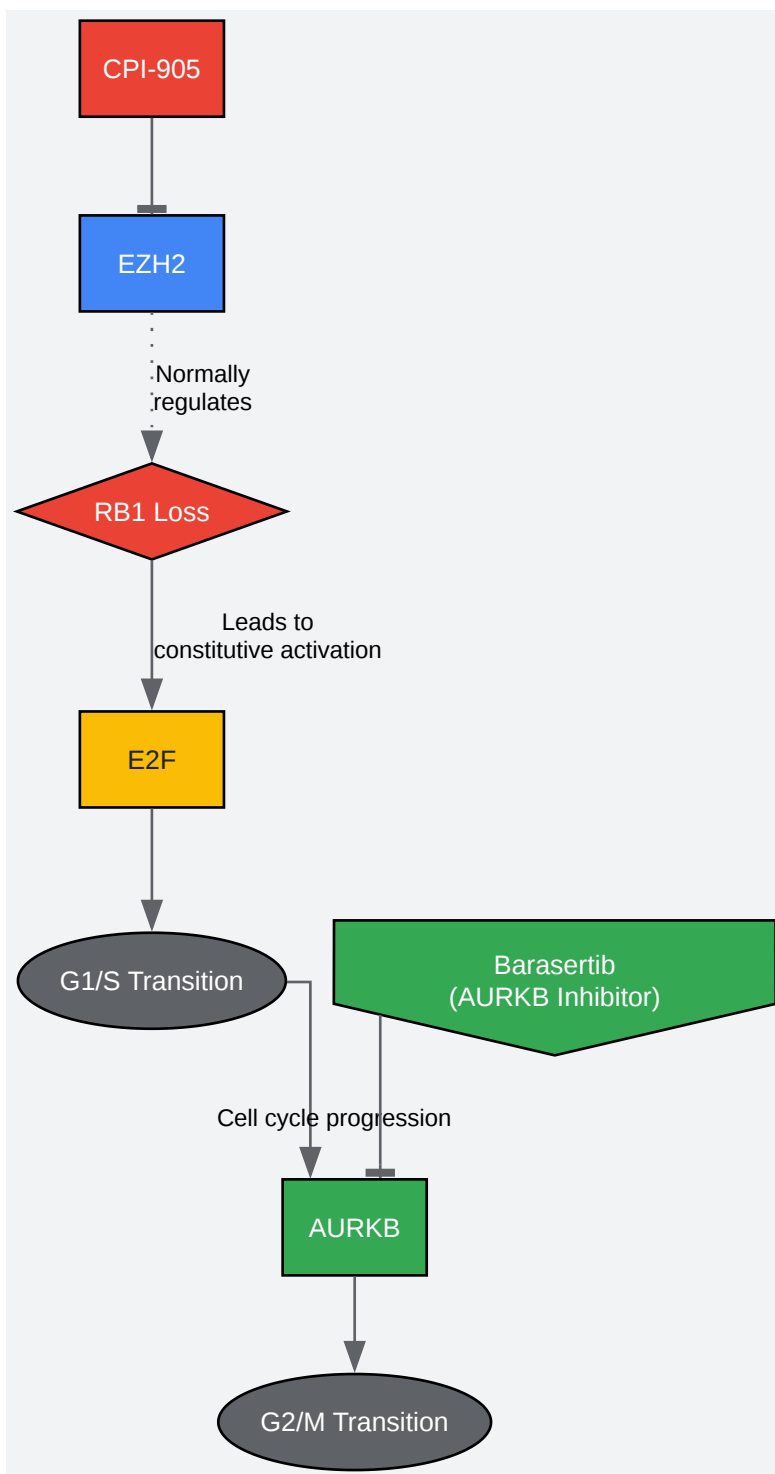 CPI-905
EZH2
Normally
regulates
RB1 Loss
Leads to
constitutive activation
E2F
G1/S Transition
Barasertib
(AURKB Inhibitor)
Cell cycle progression
AURKB
G2/M Transition